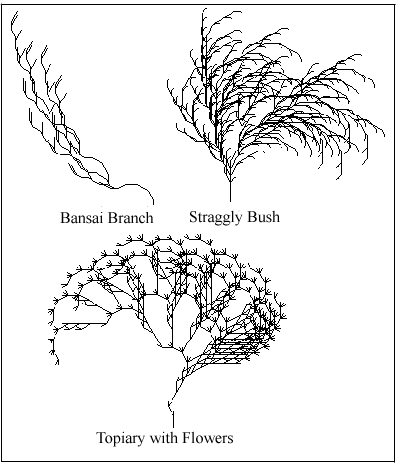 Bansai Branch
Straggly Bush
Topiary with Flowers